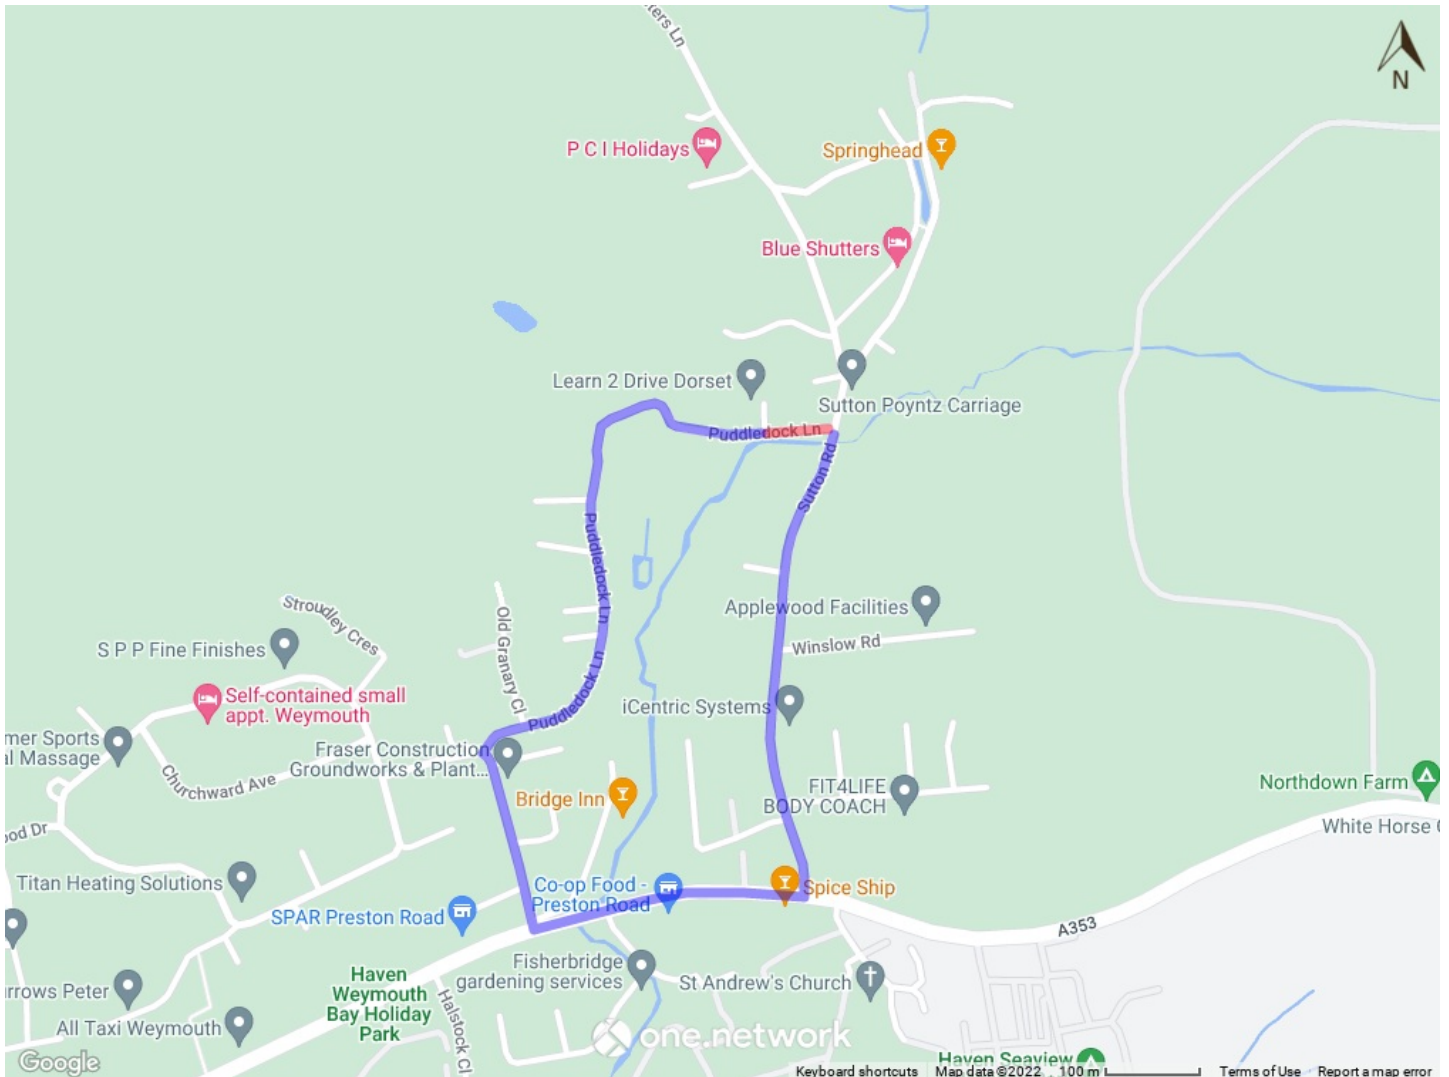 ters Ln
N
P C I Holidays
Springhead
Blue Shutters
Learn 2 Drive Dorset
Sutton Poyntz Carriage
Puddledock Ln
Sutton Rd
Puddledock Ln
Applewood Facilities
Stroudley Cres
Old Granary Cl
Winslow Rd
S P P Fine Finishes
Self-contained small
appt. Weymouth
Puddledock Ln
iCentric Systems
mer Sports
al Massage
Fraser Construction
Groundworks & Plant...
Churchward Ave
Bridge Inn
FIT4LIFE
BODY COACH
Northdown Farm
White Horse
ood Dr
Titan Heating Solutions
Co-op Food -
Preston Road
Spice Ship
SPAR Preston Road
A353
Fisherbridge
gardening services
St Andrew's Church
Haven
Weymouth
Bay Holiday
Park
Halstock Cl
urrows Peter
All Taxi Weymouth
one.network
Haven Seaview
Google
Keyboard shortcuts Map data ©2022 100 m Terms of Use Report a map error